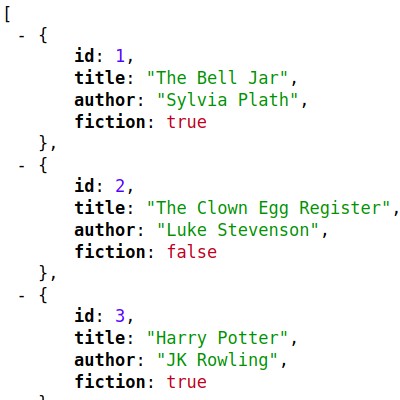 [
- {
id: 1,
title: "The Bell Jar",
author: "Sylvia Plath",
fiction: true
},
- {
id: 2,
title: "The Clown Egg Register",
author: "Luke Stevenson",
fiction: false
},
- {
id: 3,
title: "Harry Potter",
author: "JK Rowling",
fiction: true
}